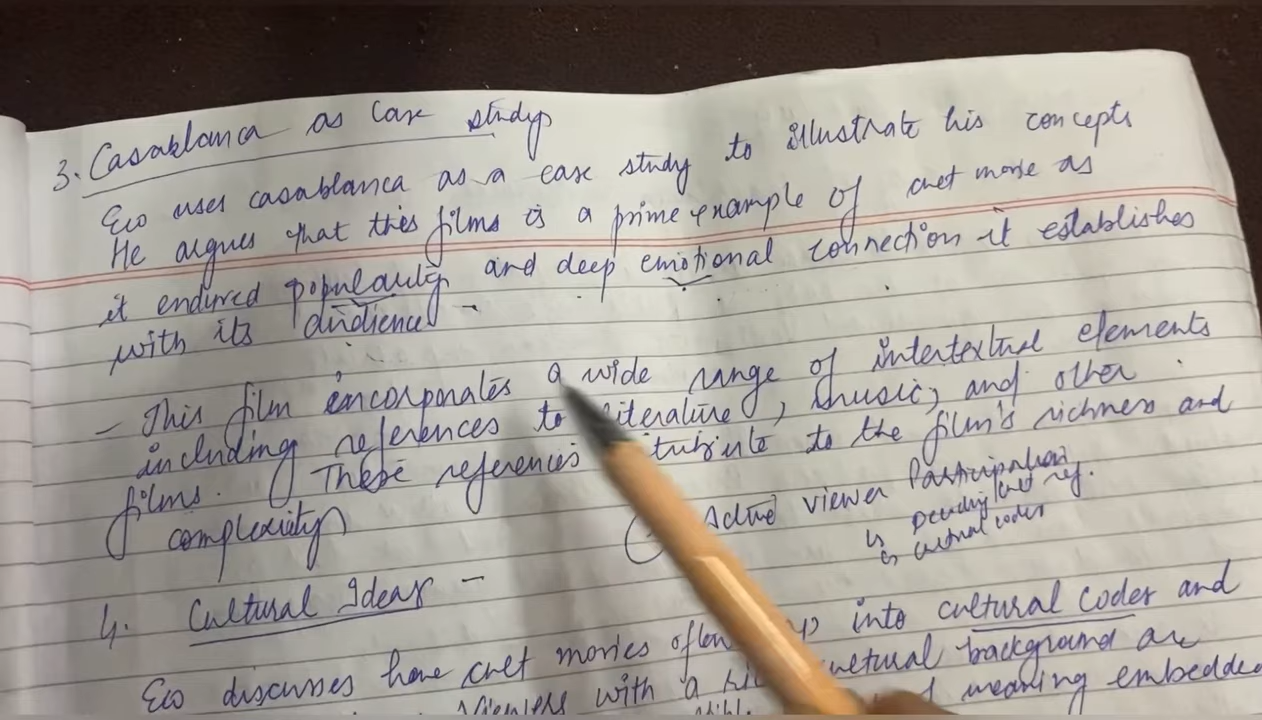 3. Casablanca as Case study
Eco uses casablanca as a case study to illustrate his concepts
He argues that this films is a prime example of cult movie as
it endured popularity and deep emotional connection it establishes
with its audience -
- This film incorporates a wide range of intertextual elements
including references to literature, music, and other
films. These references to the film's richness and
complexity
Active viewer Participation
↳ cult ref.
↳ cultural codes
4. Cultural Ideas -
Eco discusses how cult movies often into cultural codes and
with a cultural background are
meaning embedded